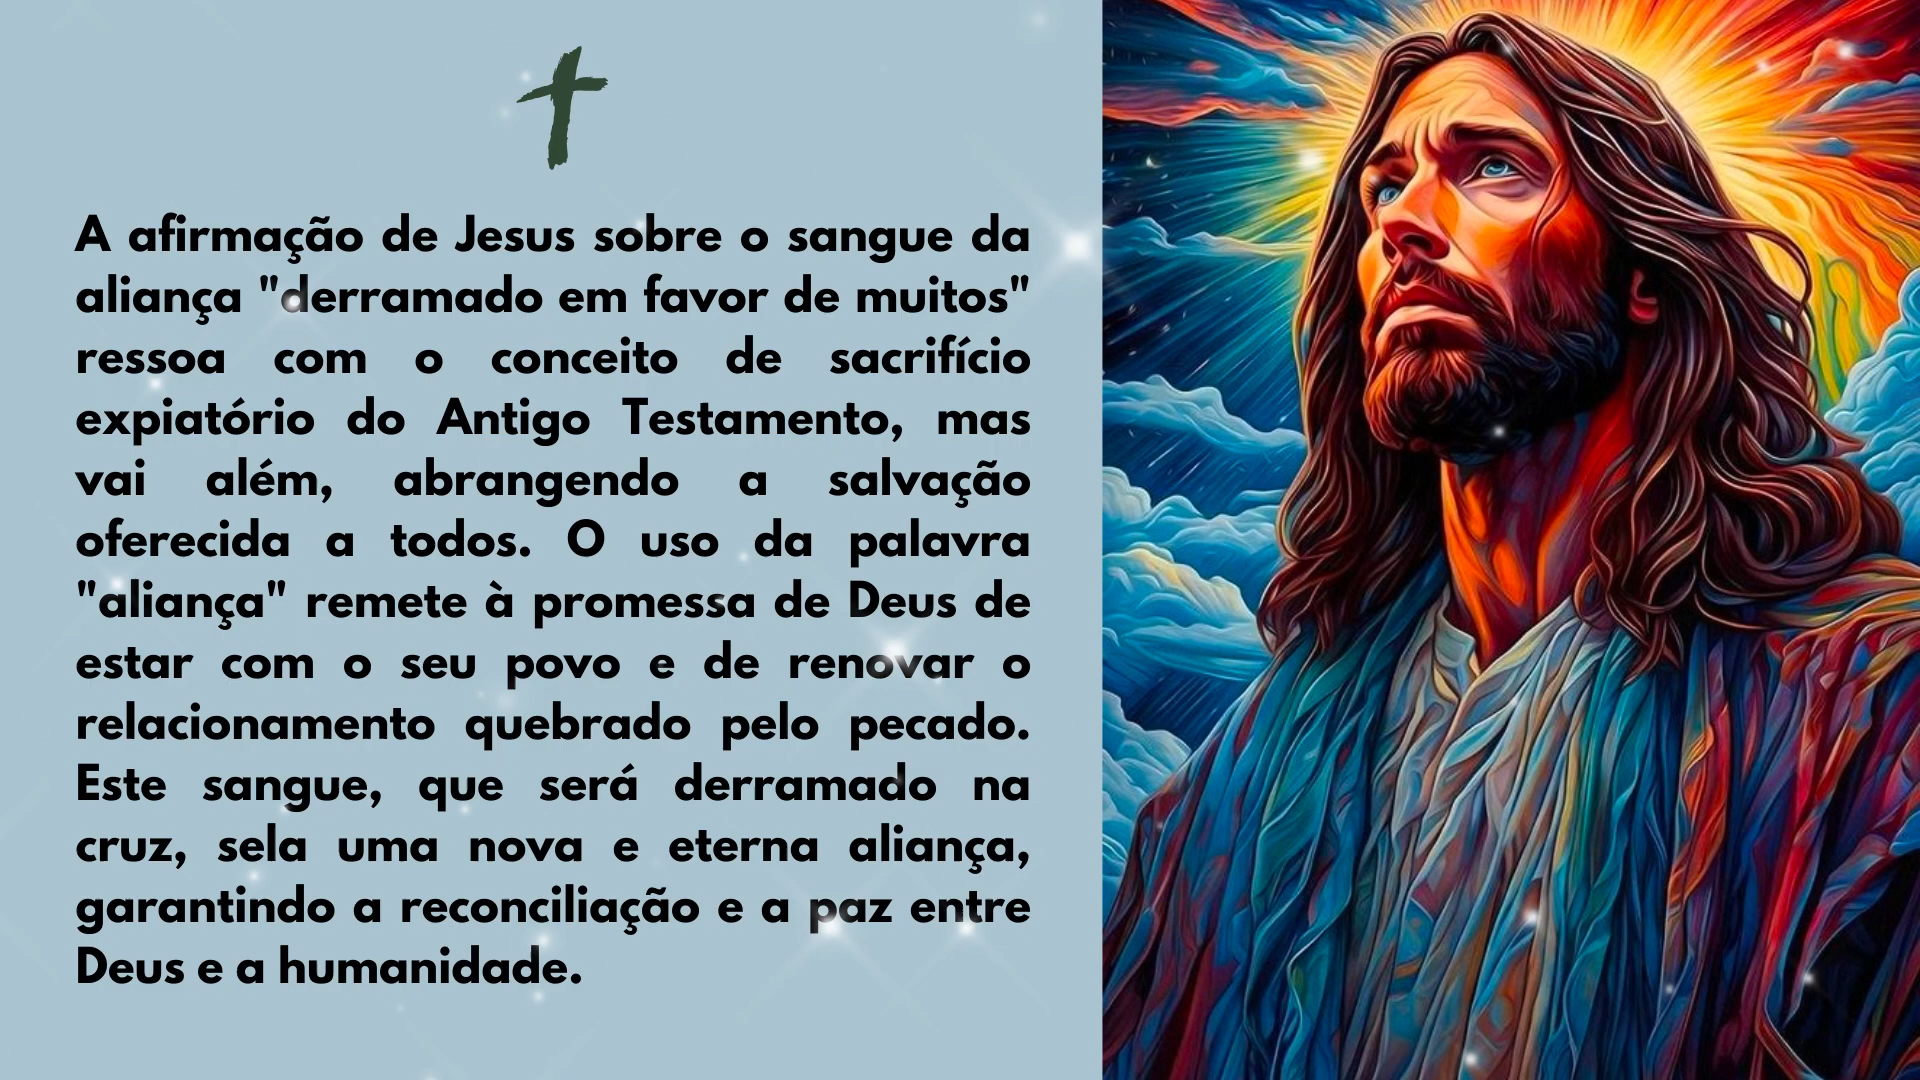 A afirmação de Jesus sobre o sangue da
aliança "derramado em favor de muitos"
ressoa com o conceito de sacrifício
expiatório do Antigo Testamento, mas
vai além, abrangendo a salvação
oferecida a todos. O uso da palavra
"aliança" remete à promessa de Deus de
estar com o seu povo e de renovar o
relacionamento quebrado pelo pecado.
Este sangue, que será derramado na
cruz, sela uma nova e eterna aliança,
garantindo a reconciliação e a paz entre
Deus e a humanidade.